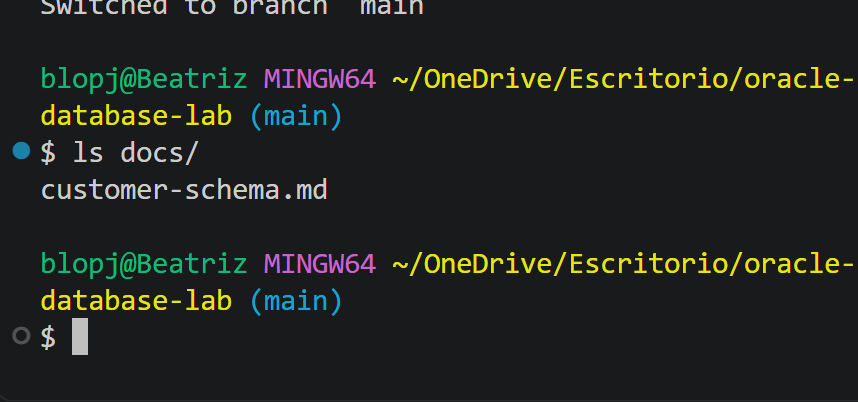 Switched to branch 'main'
blopj@Beatriz MINGW64 ~/OneDrive/Escritorio/oracle-
database-lab (main)
$ ls docs/
customer-schema.md
blopj@Beatriz MINGW64 ~/OneDrive/Escritorio/oracle-
database-lab (main)
$